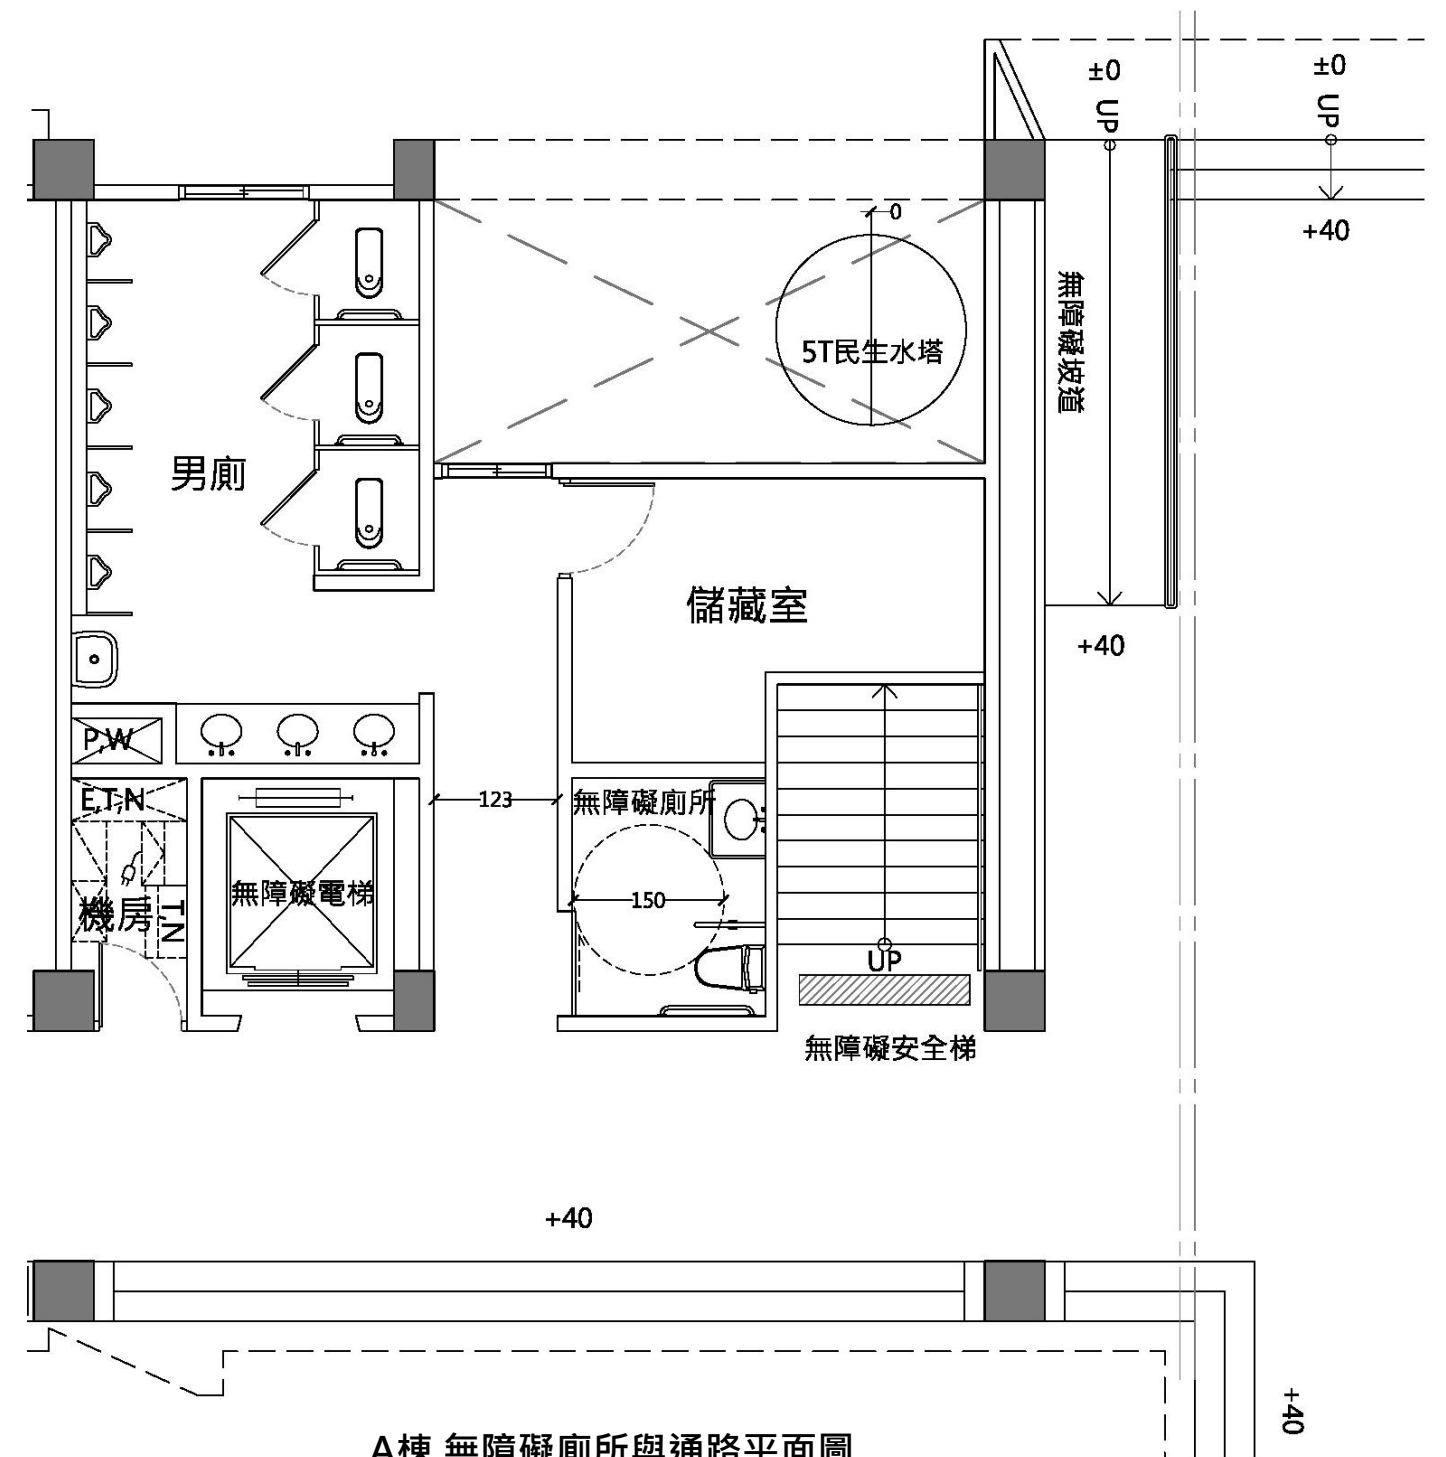 ±0
UP
±0
UP
+40
0
5T民生水塔
無障礙坡道
男廁
儲藏室
+40
P,W
E,T,N
123
無障礙廁所
無障礙電梯
150
機房
T,N
UP
無障礙安全梯
+40
+40
A棟 無障礙廁所與通路平面圖